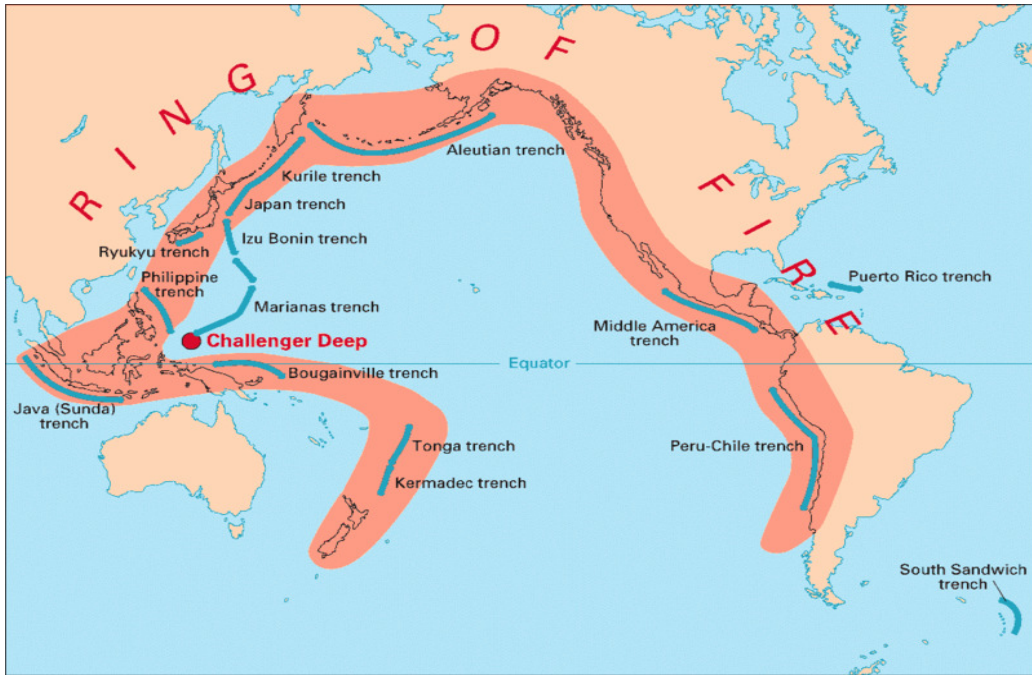 RING OF FIRE
Aleutian trench
Kurile trench
Japan trench
Izu Bonin trench
Ryukyu trench
Philippine
trench
Marianas trench
Challenger Deep
Puerto Rico trench
Middle America
trench
Equator
Bougainville trench
Java (Sunda)
trench
Tonga trench
Kermadec trench
Peru-Chile trench
South Sandwich
trench